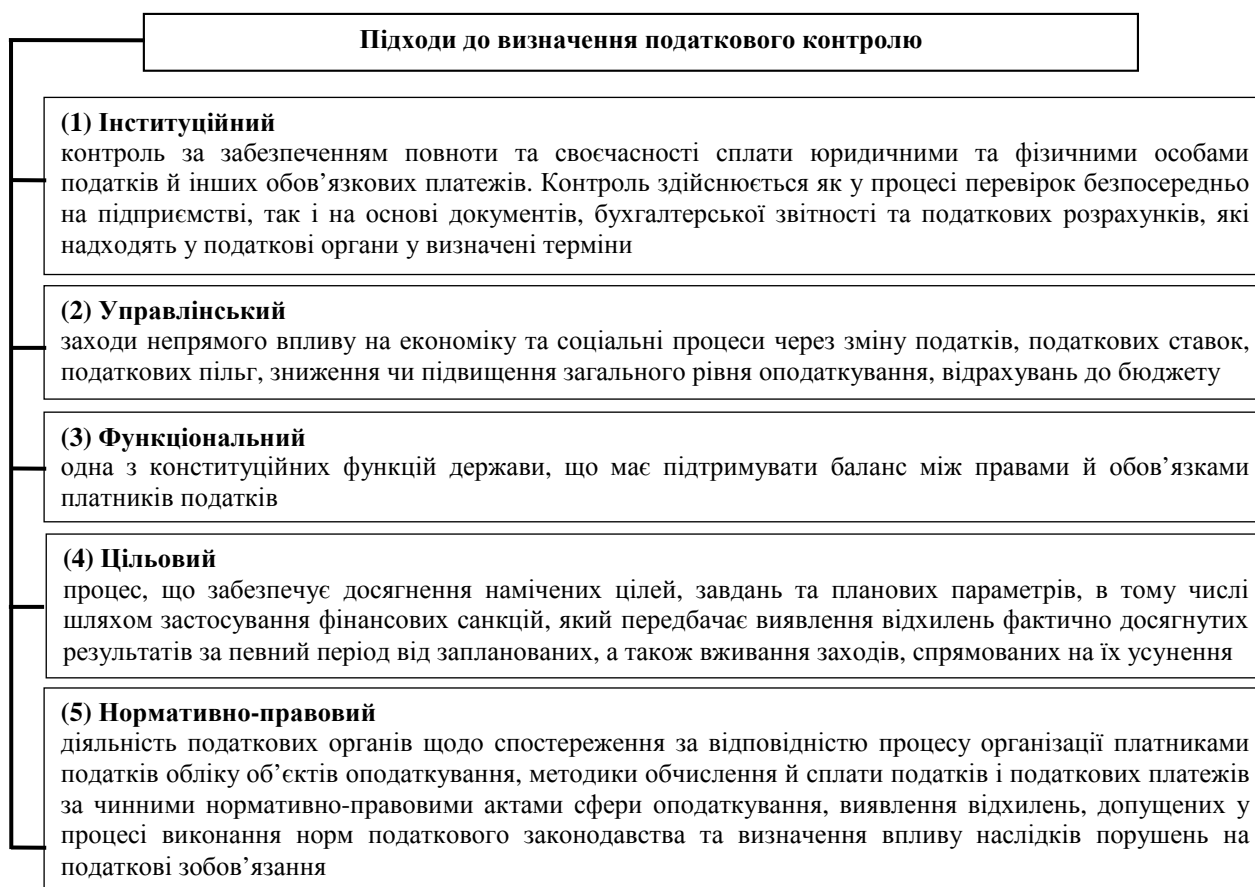 Підходи до визначення податкового контролю
(1) Інституційний
контроль за забезпеченням повноти та своєчасності сплати юридичними та фізичними особами
податків й інших обов’язкових платежів. Контроль здійснюється як у процесі перевірок безпосередньо
на підприємстві, так і на основі документів, бухгалтерської звітності та податкових розрахунків, які
надходять у податкові органи у визначені терміни
(2) Управлінський
заходи непрямого впливу на економіку та соціальні процеси через зміну податків, податкових ставок,
податкових пільг, зниження чи підвищення загального рівня оподаткування, відрахувань до бюджету
(3) Функціональний
одна з конституційних функцій держави, що має підтримувати баланс між правами й обов’язками
платників податків
(4) Цільовий
процес, що забезпечує досягнення намічених цілей, завдань та планових параметрів, в тому числі
шляхом застосування фінансових санкцій, який передбачає виявлення відхилень фактично досягнутих
результатів за певний період від запланованих, а також вживання заходів, спрямованих на їх усунення
(5) Нормативно-правовий
діяльність податкових органів щодо спостереження за відповідністю процесу організації платниками
податків обліку об’єктів оподаткування, методики обчислення й сплати податків і податкових платежів
за чинними нормативно-правовими актами сфери оподаткування, виявлення відхилень, допущених у
процесі виконання норм податкового законодавства та визначення впливу наслідків порушень на
податкові зобов’язання